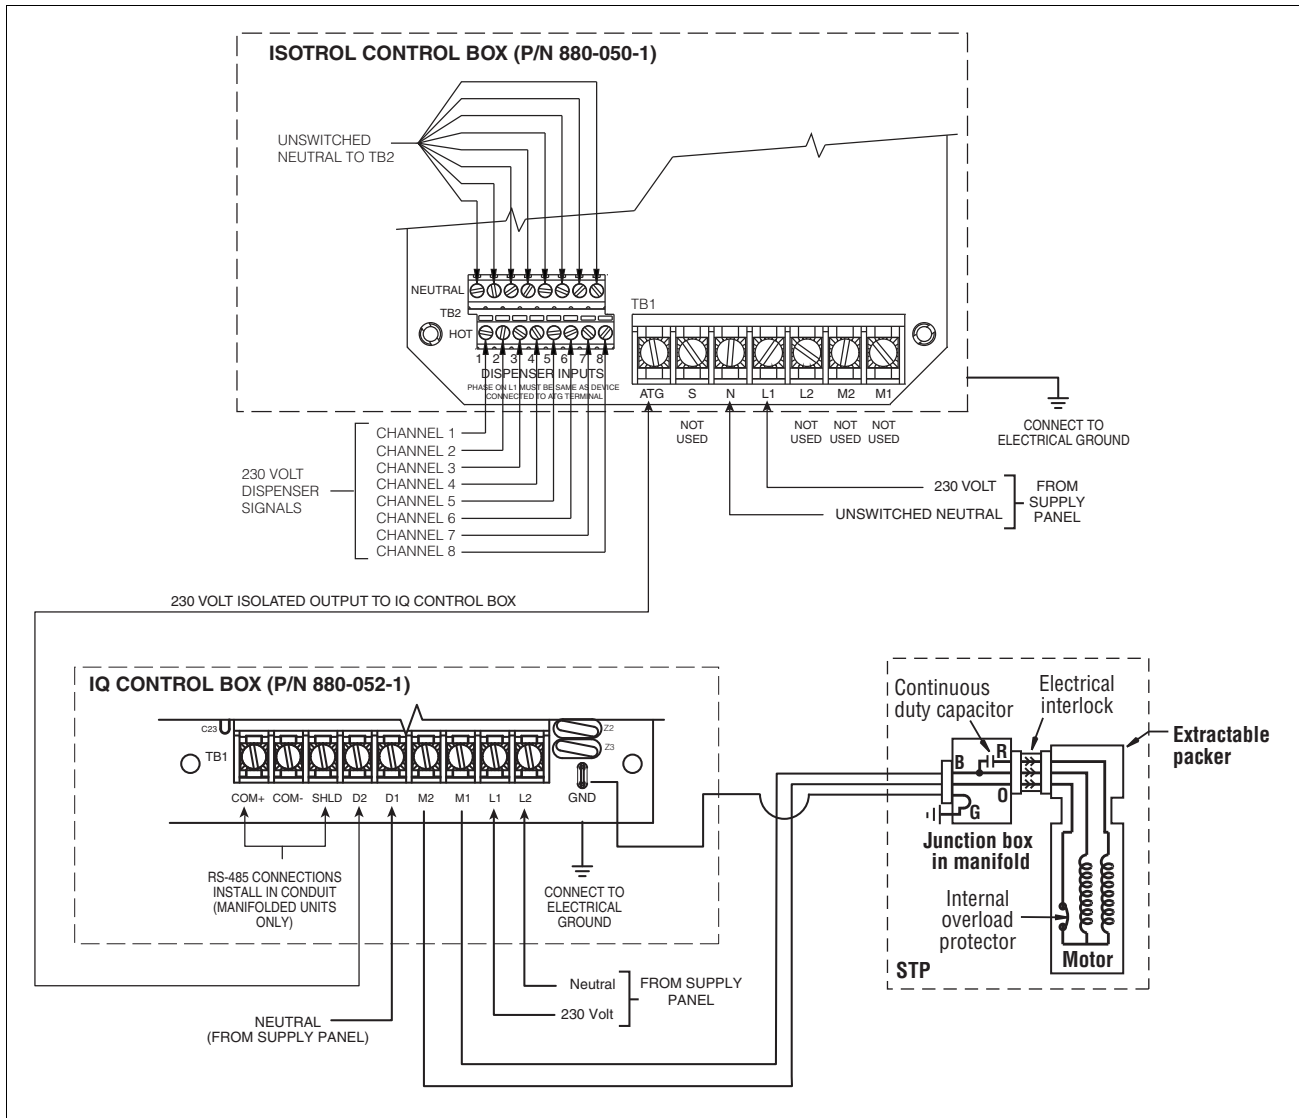 ISOTROL CONTROL BOX (P/N 880-050-1)
UNSWITCHED
NEUTRAL TO TB2
NEUTRAL
TB2
HOT
1 2 3 4 5 6 7 8
DISPENSER INPUTS
PHASE ON L1 MUST BE SAME AS DEVICE
CONNECTED TO ATG TERMINAL
TB1
ATG S N L1 L2 M2 M1
NOT
USED
NOT
USED
NOT
USED
NOT
USED
CONNECT TO
ELECTRICAL GROUND
230 VOLT
DISPENSER
SIGNALS
CHANNEL 1
CHANNEL 2
CHANNEL 3
CHANNEL 4
CHANNEL 5
CHANNEL 6
CHANNEL 7
CHANNEL 8
230 VOLT
UNSWITCHED NEUTRAL
FROM
SUPPLY
PANEL
230 VOLT ISOLATED OUTPUT TO IQ CONTROL BOX
IQ CONTROL BOX (P/N 880-052-1)
C23
TB1
Z2
Z3
COM+ COM- SHLD D2 D1 M2 M1 L1 L2 GND
RS-485 CONNECTIONS
INSTALL IN CONDUIT
(MANIFOLDED UNITS
ONLY)
CONNECT TO
ELECTRICAL
GROUND
NEUTRAL
(FROM SUPPLY PANEL)
Neutral
230 Volt
FROM SUPPLY
PANEL
Continuous
duty capacitor
Electrical
interlock
Extractable
packer
B
R
O
G
Junction box
in manifold
Internal
overload
protector
Motor
STP